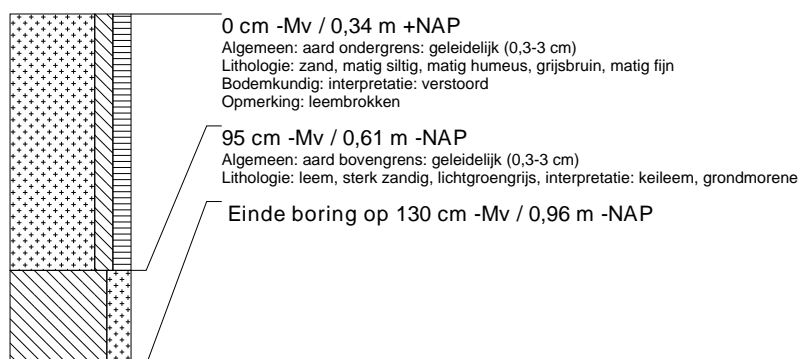 0 cm -Mv / 0,34 m +NAP
Algemeen: aard ondergrens: geleidelijk (0,3-3 cm)
Lithologie: zand, matig siltig, matig humeus, grijsbruin, matig fijn
Bodemkundig: interpretatie: verstoord
Opmerking: leembrokken
95 cm -Mv / 0,61 m -NAP
Algemeen: aard bovengrens: geleidelijk (0,3-3 cm)
Lithologie: leem, sterk zandig, lichtgroengrijs, interpretatie: keileem, grondmorene
Einde boring op 130 cm -Mv / 0,96 m -NAP